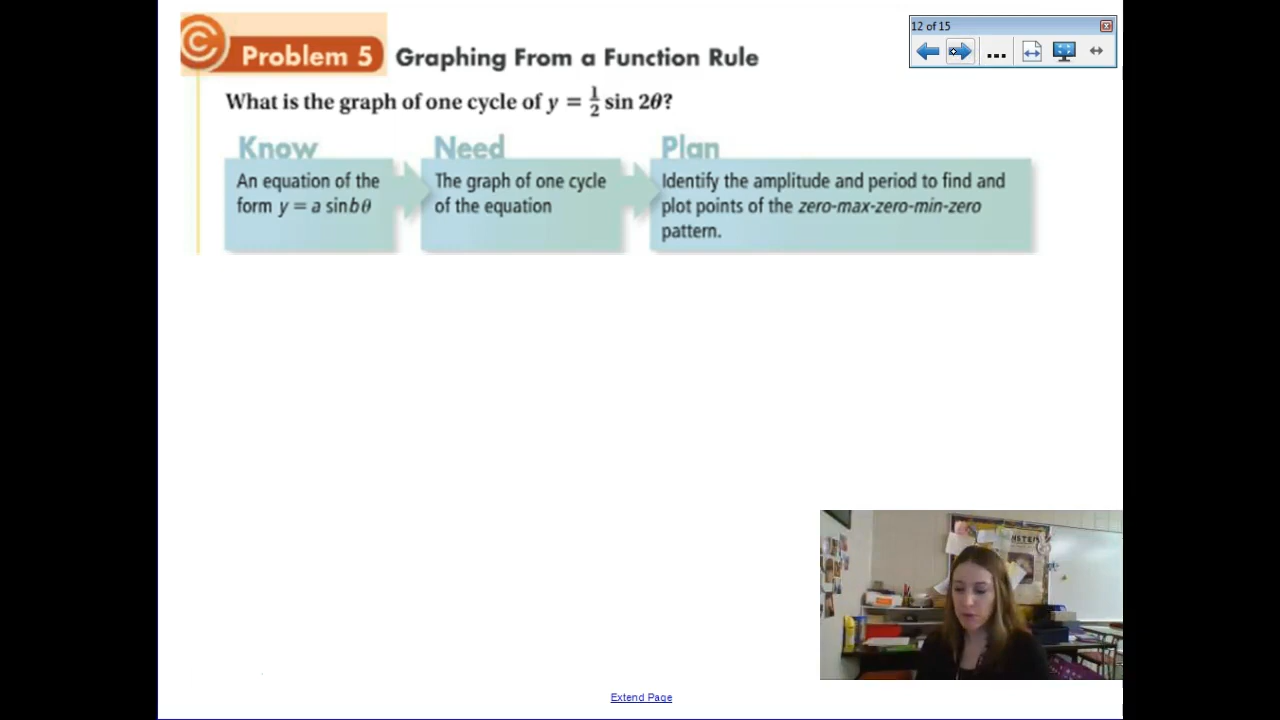 12 of 15
Problem 5 Graphing From a Function Rule
What is the graph of one cycle of y = 1/2 sin 2θ?
Know
An equation of the
form y = a sin bθ
Need
The graph of one cycle
of the equation
Plan
Identify the amplitude and period to find and
plot points of the zero-max-zero-min-zero
pattern.
Extend Page